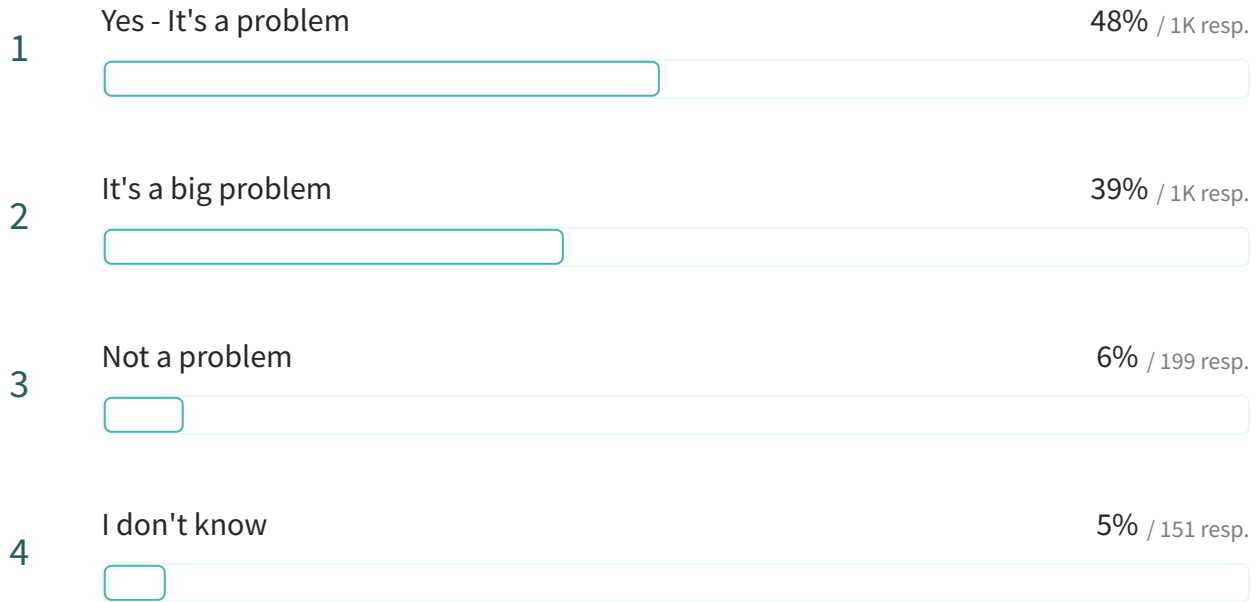 1 Yes - It's a problem 48% / 1K resp.
2 It's a big problem 39% / 1K resp.
3 Not a problem 6% / 199 resp.
4 I don't know 5% / 151 resp.